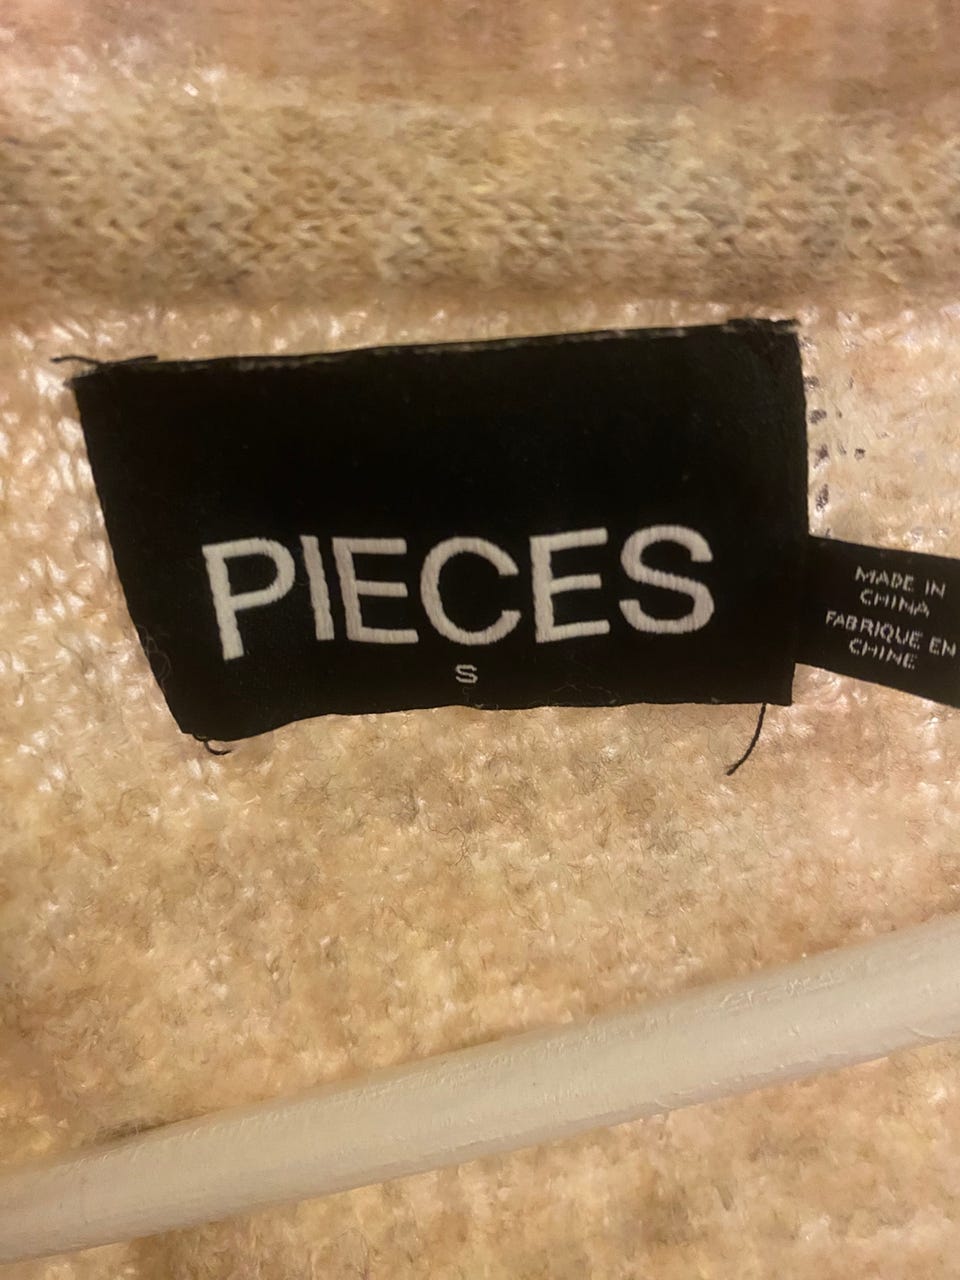 PIECES
S
MADE IN
CHINA
FABRIQUE EN
CHINE